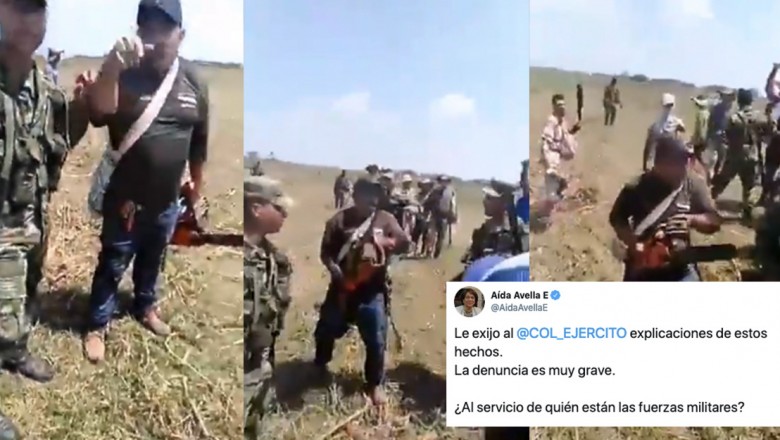 Aída Avella E
@AidaAvellaE
Le exijo al @COL_EJERCITO explicaciones de estos
hechos.
La denuncia es muy grave.
¿Al servicio de quién están las fuerzas militares?